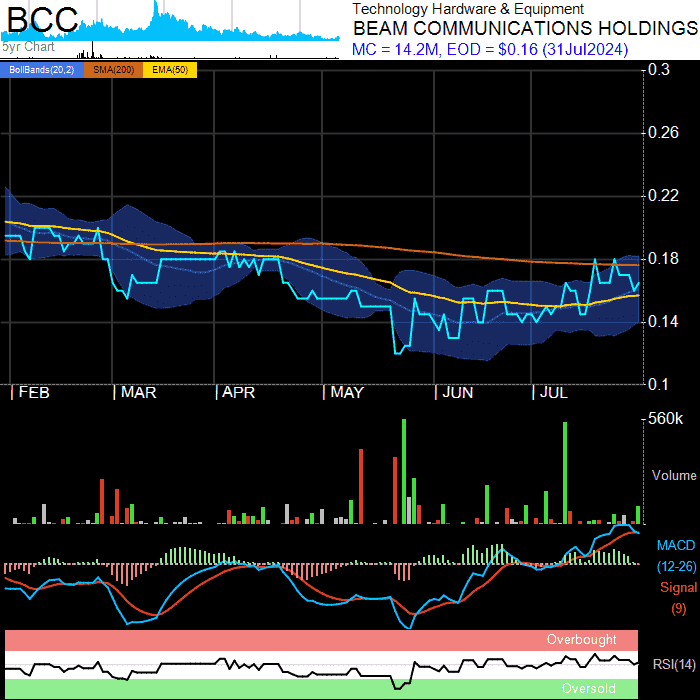 BCC
5yr Chart
Technology Hardware & Equipment
BEAM COMMUNICATIONS HOLDINGS
MC = 14.2M, EOD = $0.16 (31Jul2024)
BollBands(20,2) SMA(200) EMA(50)
0.3
0.26
0.22
0.18
0.14
0.1
FEB MAR APR MAY JUN JUL
560k
Volume
MACD
(12-26)
Signal
(9)
Overbought
RSI(14)
Oversold